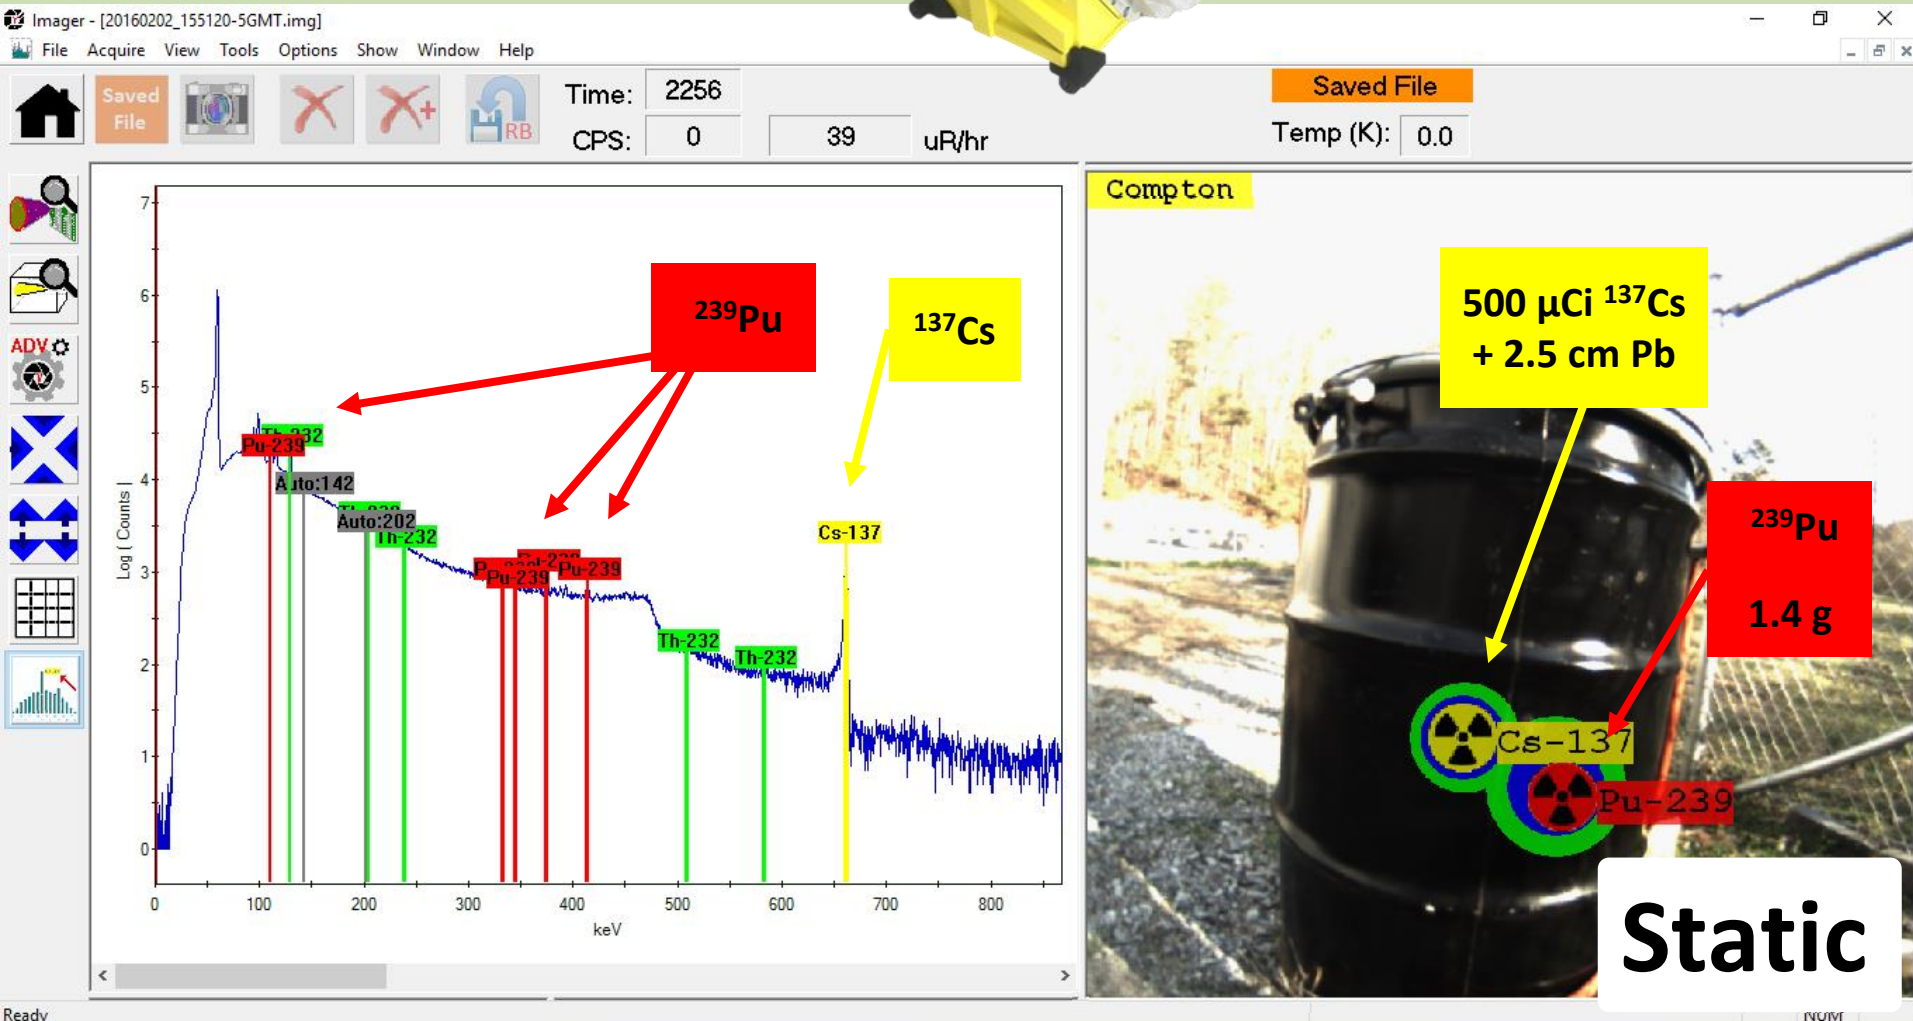 Imager - [20160202_155120-5GMT.img]
File Acquire View Tools Options Show Window Help
Saved
File
RB
Time: 2256
CPS: 0 39 uR/hr
Saved File
Temp (K): 0.0
ADV
7
6
5
4
3
2
1
0
Log ( Counts )
0 100 200 300 400 500 600 700 800
keV
²³⁹Pu
¹³⁷Cs
Th-232
Pu-239
Auto:142
Auto:202
Th-232
Pu-239
Pu-239
Th-232
Th-232
Cs-137
Compton
500 µCi ¹³⁷Cs
+ 2.5 cm Pb
²³⁹Pu
1.4 g
Cs-137
Pu-239
Static
Ready
NUM